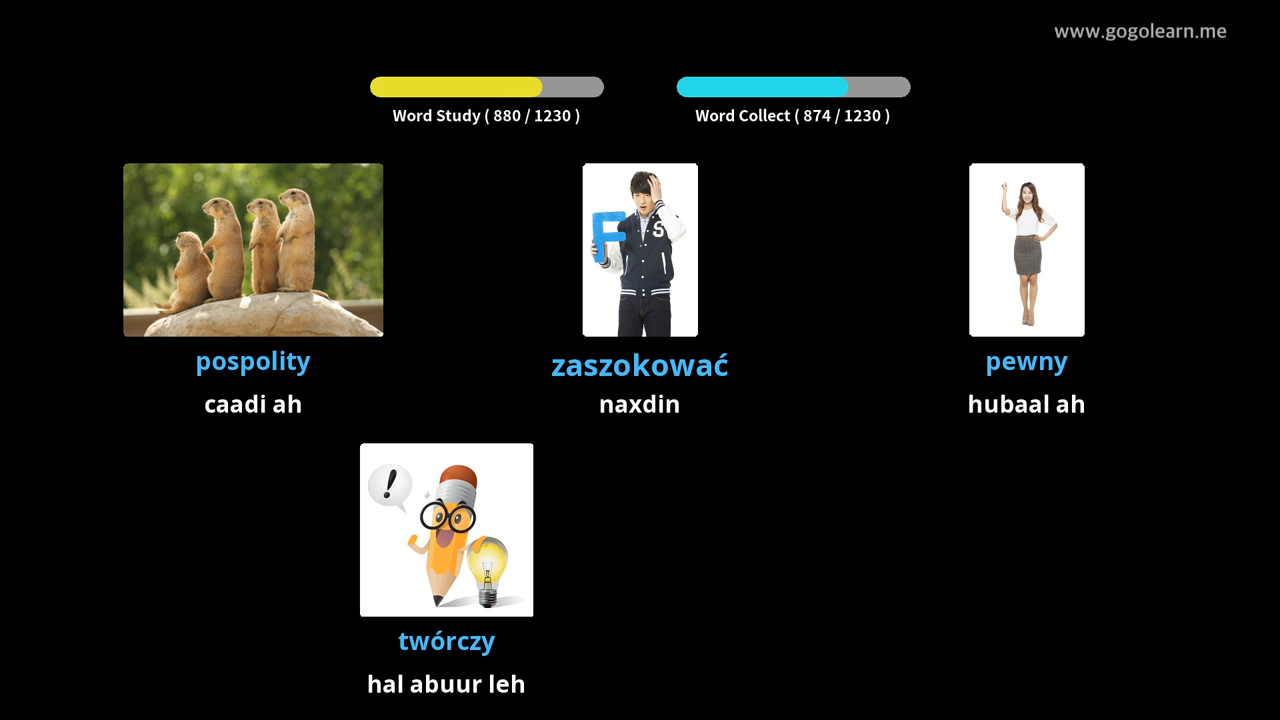 www.gogolearn.me
Word Study ( 880 / 1230 )
Word Collect ( 874 / 1230 )
F
S
pospolity
zaszokować
pewny
caadi ah
naxdin
hubaal ah
!
twórczy
hal abuur leh